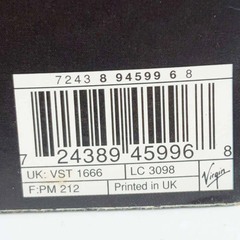 7243 8 94599 6 8
7 24389 45996 8
UK: VST 1666 LC 3098 Virgin
F:PM 212 Printed in UK